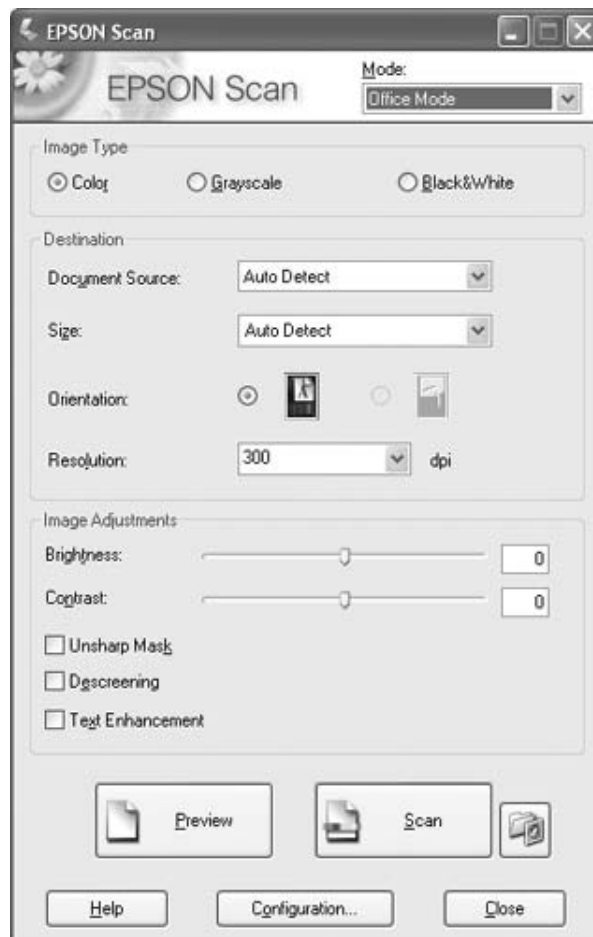 EPSON Scan
EPSON Scan
Mode:
Office Mode
Image Type
Color Grayscale Black&White
Destination
Document Source: Auto Detect
Size: Auto Detect
Orientation:
Resolution: 300 dpi
Image Adjustments
Brightness: 0
Contrast: 0
Unsharp Mask
Descreening
Text Enhancement
Preview Scan
Help Configuration... Close